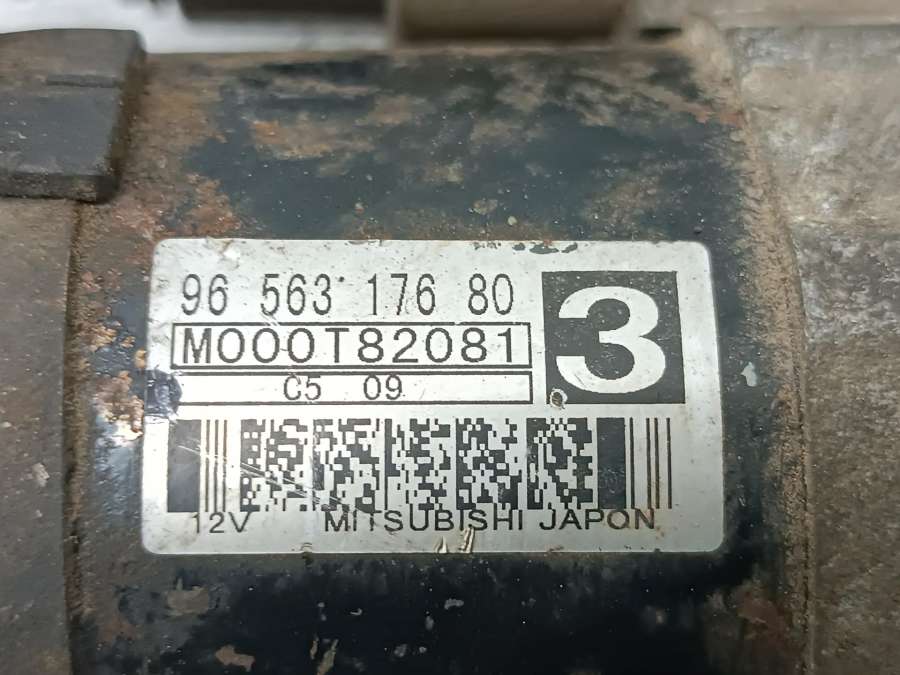 96 563 176 80
3
M000T82081
C5 09
12V MITSUBISHI JAPON